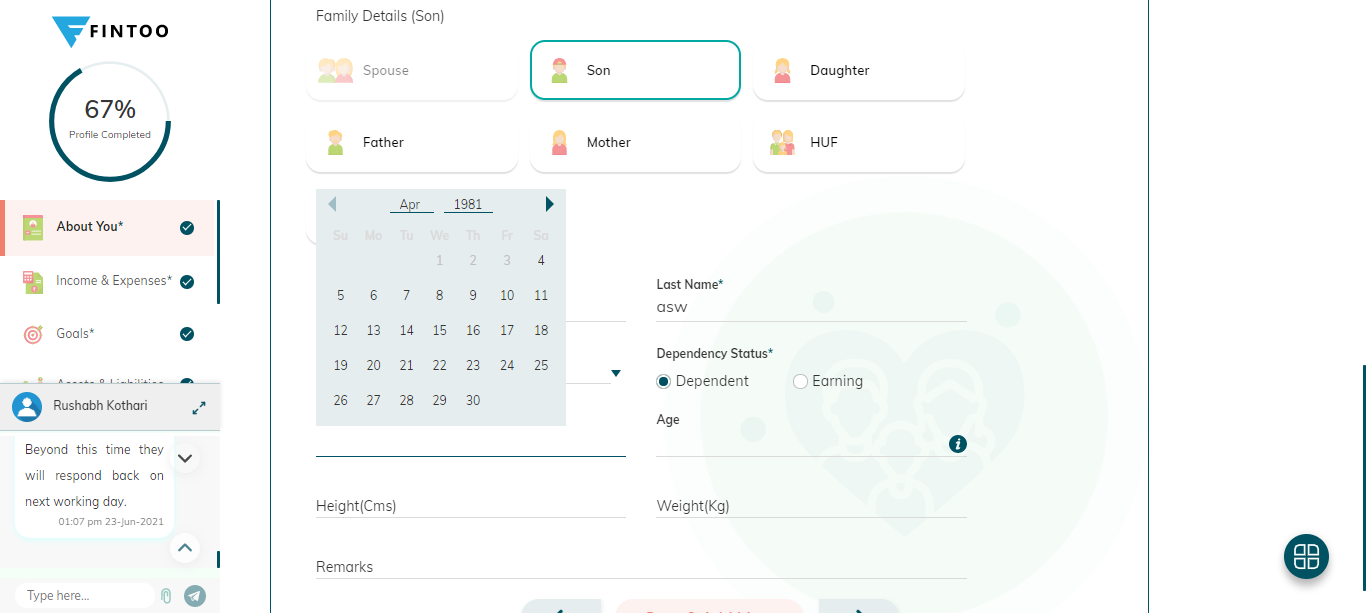 FINTOO
67%
Profile Completed
About You*
Income & Expenses*
Goals*
Assets & Liabilities
Rushabh Kothari
Beyond this time they
will respond back on
next working day.
01:07 pm 23-Jun-2021
Type here...
Family Details (Son)
Spouse
Son
Daughter
Father
Mother
HUF
Apr 1981
Su Mo Tu We Th Fr Sa
1 2 3 4
5 6 7 8 9 10 11
12 13 14 15 16 17 18
19 20 21 22 23 24 25
26 27 28 29 30
Last Name*
asw
Dependency Status*
Dependent Earning
Age
Height(Cms)
Weight(Kg)
Remarks